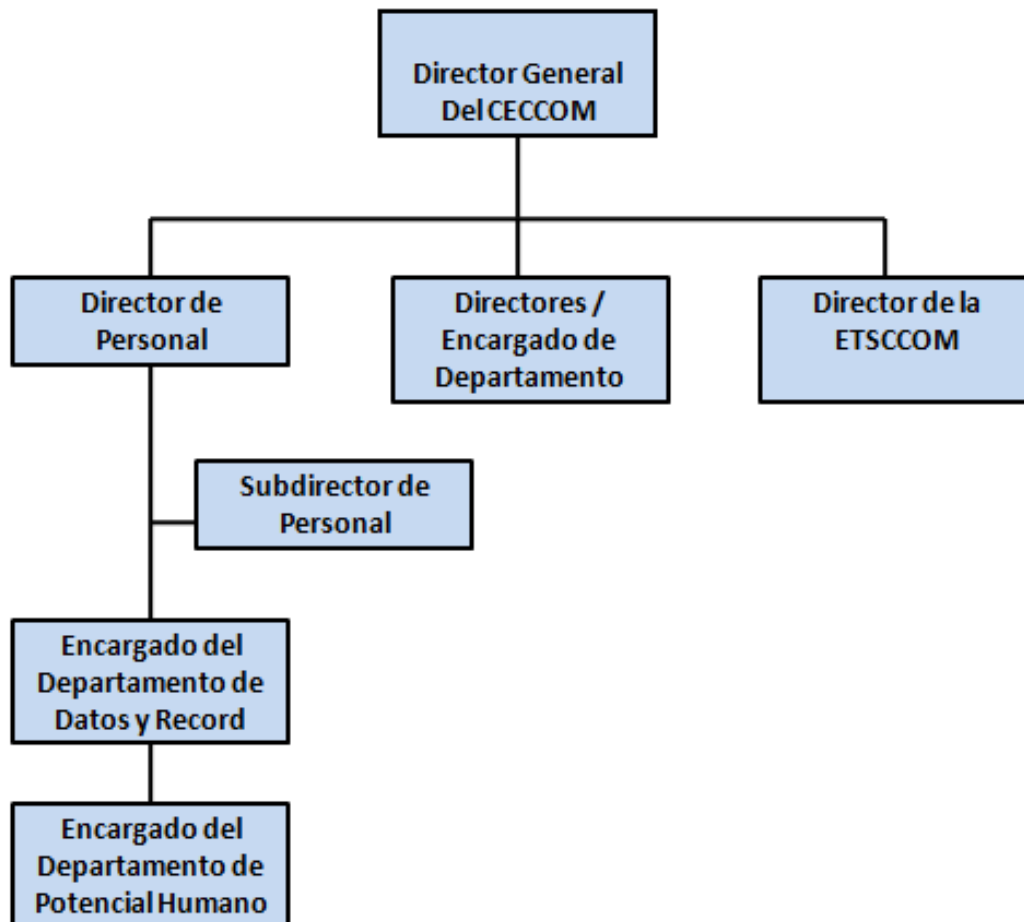 Director General
Del CECCOM
Director de
Personal
Directores /
Encargado de
Departamento
Director de la
ETSCCOM
Subdirector de
Personal
Encargado del
Departamento de
Datos y Record
Encargado del
Departamento de
Potencial Humano